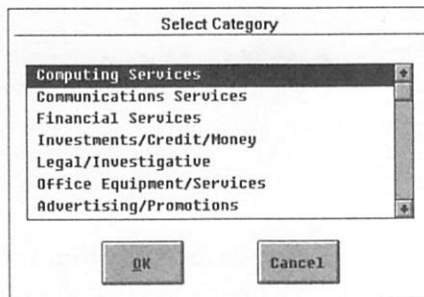 Select Category
Computing Services
Communications Services
Financial Services
Investments/Credit/Money
Legal/Investigative
Office Equipment/Services
Advertising/Promotions
OK
Cancel